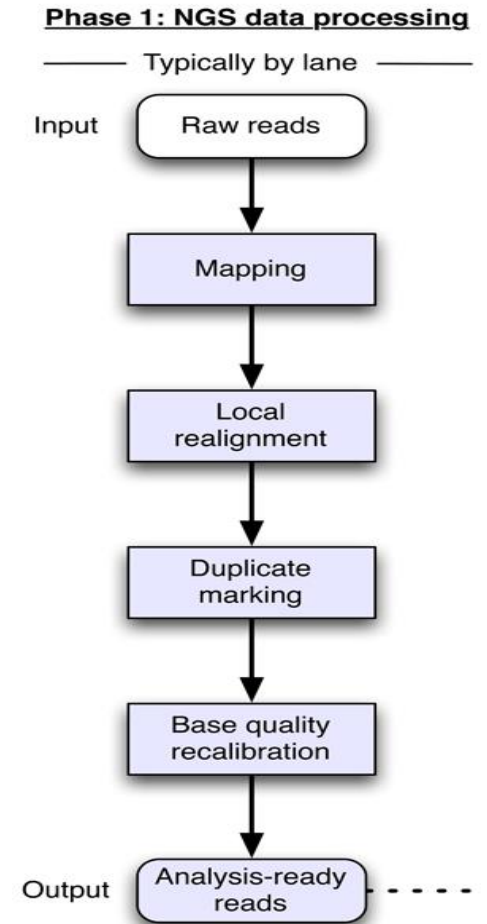 Phase 1: NGS data processing
Typically by lane
Input
Raw reads
Mapping
Local
realignment
Duplicate
marking
Base quality
recalibration
Output
Analysis-ready
reads